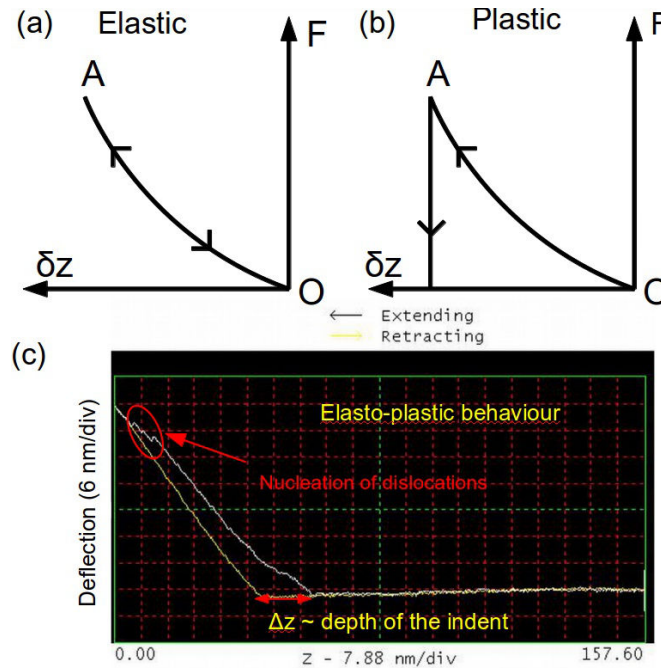 (a) Elastic F
A
δz
O
(b) Plastic F
A
δz
O
← Extending
→ Retracting
(c)
Elasto-plastic behaviour
Nucleation of dislocations
Deflection (6 nm/div)
Δz ~ depth of the indent
0.00 z - 7.88 nm/div 157.60